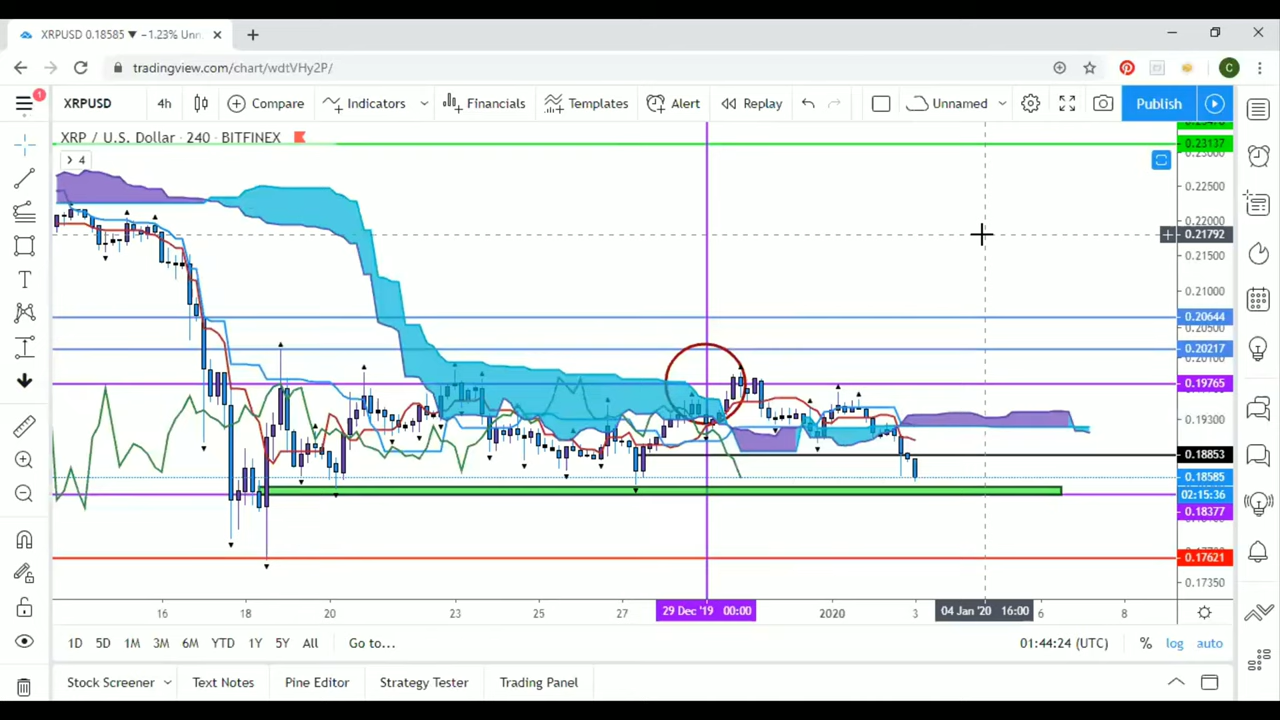 XRPUSD 0.18585 ▼ −1.23% Unn
tradingview.com/chart/wdtVHy2P/
C
1
XRPUSD 4h Compare Indicators Financials Templates Alert Replay Unnamed Publish
XRP / U.S. Dollar · 240 · BITFINEX
4
0.23137
0.23000
0.22500
0.22000
0.21792
0.21500
0.21000
0.20644
0.20500
0.20217
0.19765
0.19300
0.18853
0.18585
02:15:36
0.18377
0.17621
0.17350
16 18 20 23 25 27 29 Dec '19 00:00 2020 3 04 Jan '20 16:00 6 8
1D 5D 1M 3M 6M YTD 1Y 5Y All Go to... 01:44:24 (UTC) % log auto
Stock Screener Text Notes Pine Editor Strategy Tester Trading Panel